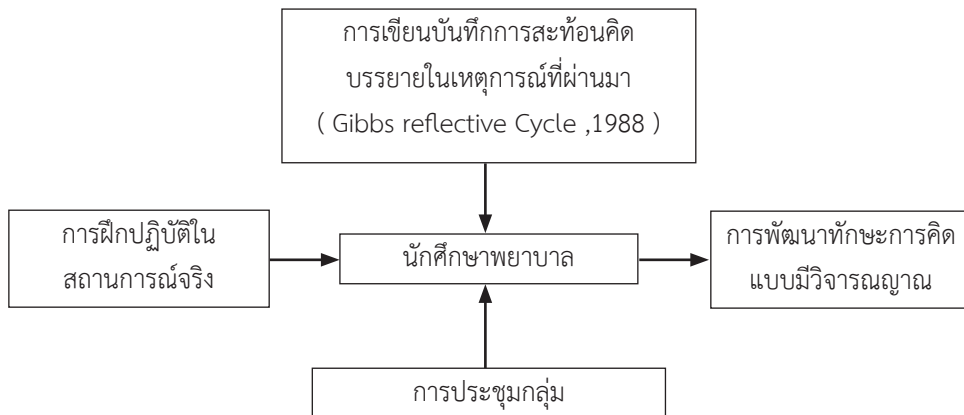 การเขียนบันทึกการสะท้อนคิด
บรรยายในเหตุการณ์ที่ผ่านมา
( Gibbs reflective Cycle ,1988 )
การฝึกปฏิบัติใน
สถานการณ์จริง
นักศึกษาพยาบาล
การพัฒนาทักษะการคิด
แบบมีวิจารณญาณ
การประชุมกลุ่ม